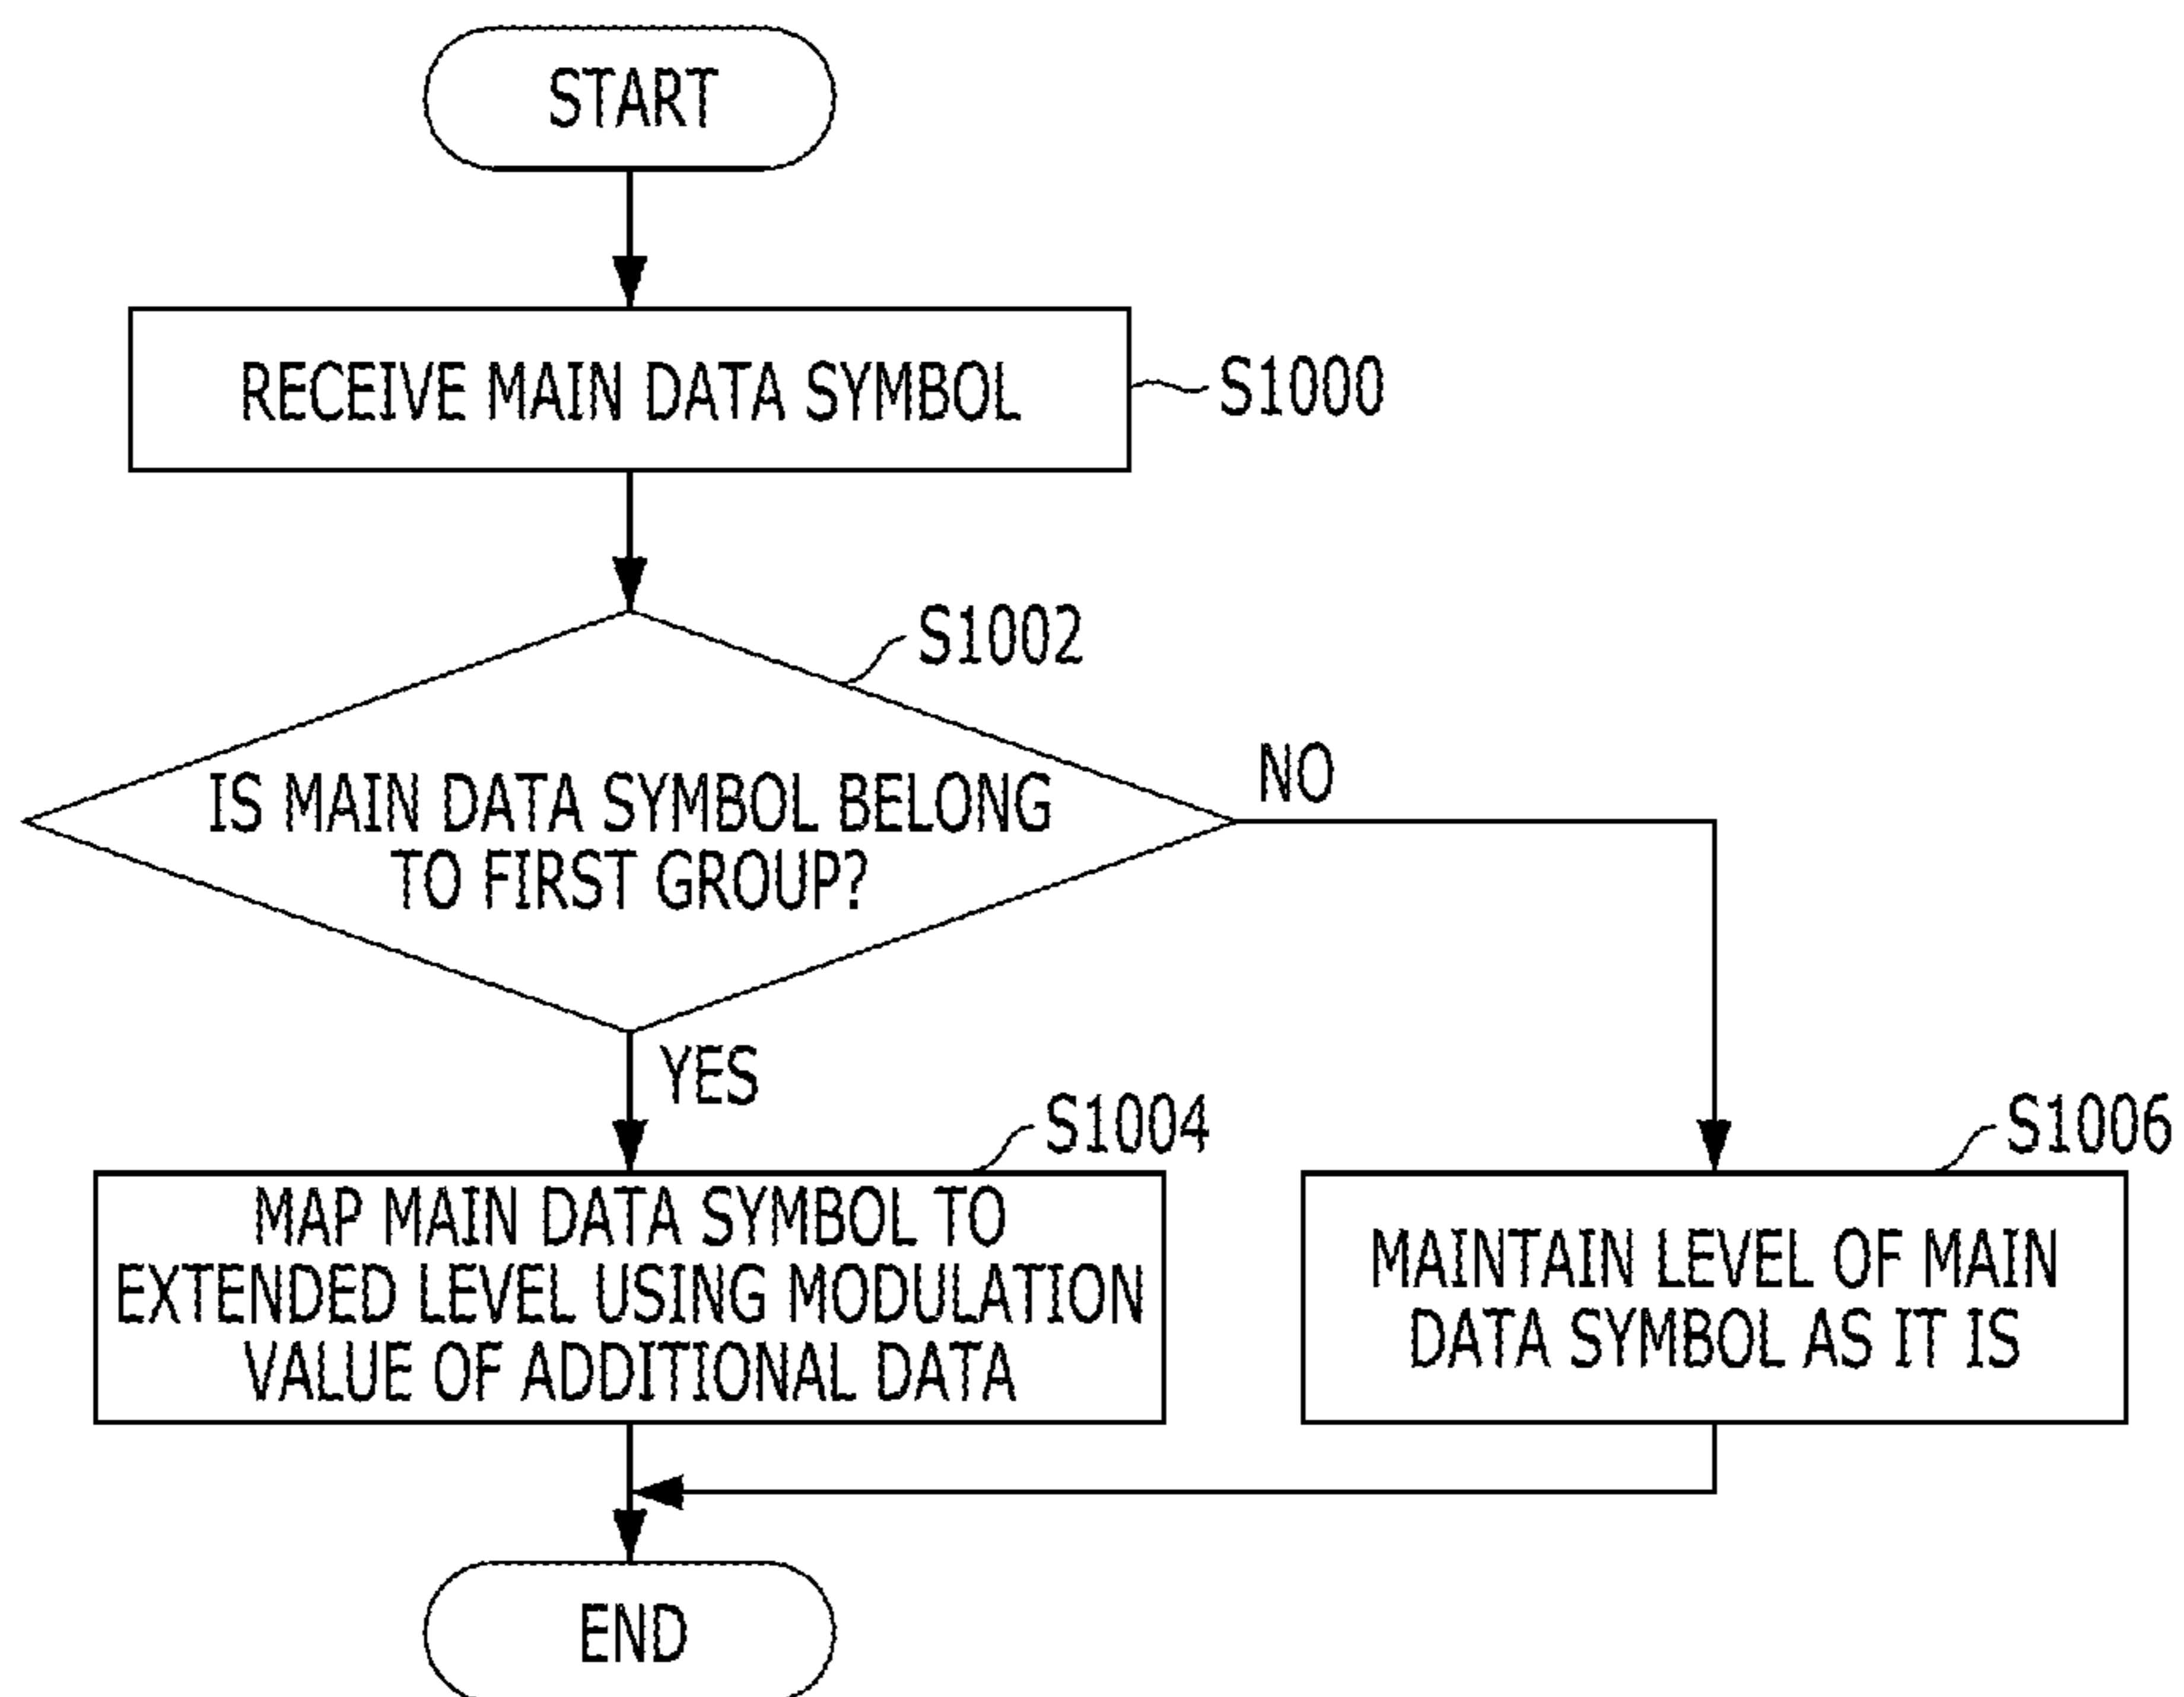 START
RECEIVE MAIN DATA SYMBOL
S1000
S1002
IS MAIN DATA SYMBOL BELONG
TO FIRST GROUP?
NO
YES
S1004
MAP MAIN DATA SYMBOL TO
EXTENDED LEVEL USING MODULATION
VALUE OF ADDITIONAL DATA
S1006
MAINTAIN LEVEL OF MAIN
DATA SYMBOL AS IT IS
END